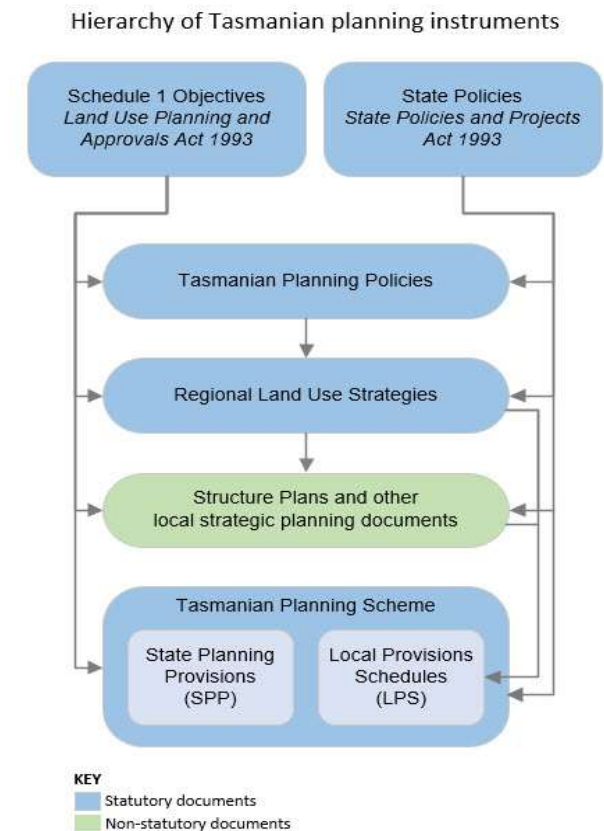 Hierarchy of Tasmanian planning instruments
Schedule 1 Objectives
Land Use Planning and
Approvals Act 1993
State Policies
State Policies and Projects
Act 1993
Tasmanian Planning Policies
Regional Land Use Strategies
Structure Plans and other
local strategic planning documents
Tasmanian Planning Scheme
State Planning
Provisions
(SPP)
Local Provisions
Schedules
(LPS)
KEY
Statutory documents
Non-statutory documents